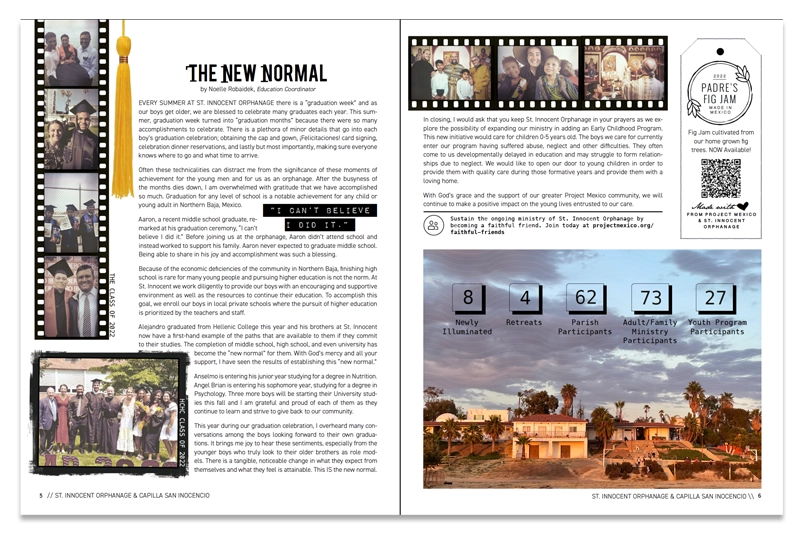 THE NEW NORMAL
by Noelle Robaidek, Education Coordinator
EVERY SUMMER AT ST. INNOCENT ORPHANAGE there is a "graduation week" and as
our boys get older, we are blessed to celebrate many graduates each year. This sum-
mer, graduation week turned into "graduation months" because there were so many
accomplishments to celebrate. There is a plethora of minor details that go into each
boy's graduation celebration; obtaining the cap and gown, ¡Felicitaciones! card signing,
celebration dinner reservations, and lastly but most importantly, making sure everyone
knows where to go and what time to arrive.
Often these technicalities can distract me from the significance of these moments of
achievement for the young men and for us as an orphanage. After the busyness of
the months dies down, I am overwhelmed with gratitude that we have accomplished
so much. Graduation for any level of school is a notable achievement for any child or
young adult in Northern Baja, Mexico.
"I CAN'T BELIEVE
I DID IT."
Aaron, a recent middle school graduate, re-
marked at his graduation ceremony, "I can't
believe I did it." Before joining us at the orphanage, Aaron didn't attend school and
instead worked to support his family. Aaron never expected to graduate middle school.
Being able to share in his joy and accomplishment was such a blessing.
Because of the economic deficiencies of the community in Northern Baja, finishing high
school is rare for many young people and pursuing higher education is not the norm. At
St. Innocent we work diligently to provide our boys with an encouraging and supportive
environment as well as the resources to continue their education. To accomplish this
goal, we enroll our boys in local private schools where the pursuit of higher education
is prioritized by the teachers and staff.
Alejandro graduated from Hellenic College this year and his brothers at St. Innocent
now have a first-hand example of the paths that are available to them if they commit
to their studies. The completion of middle school, high school, and even university has
become the "new normal" for them. With God's mercy and all your
support, I have seen the results of establishing this "new normal."
Anselmo is entering his junior year studying for a degree in Nutrition.
Angel Brian is entering his sophomore year, studying for a degree in
Psychology. Three more boys will be starting their University stud-
ies this fall and I am grateful and proud of each of them as they
continue to learn and strive to give back to our community.
This year during our graduation celebration, I overheard many con-
versations among the boys looking forward to their own gradua-
tions. It brings me joy to hear these sentiments, especially from the
younger boys who truly look to their older brothers as role mod-
els. There is a tangible, noticeable change in what they expect from
themselves and what they feel is attainable. This IS the new normal.
THE CLASS OF 2022
HCHC CLASS OF 2022
5 // ST. INNOCENT ORPHANAGE & CAPILLA SAN INOCENCIO
In closing, I would ask that you keep St. Innocent Orphanage in your prayers as we ex-
plore the possibility of expanding our ministry in adding an Early Childhood Program.
This new initiative would care for children 0-5 years old. The boys we care for currently
enter our program having suffered abuse, neglect and other difficulties. They often
come to us developmentally delayed in education and may struggle to form relation-
ships due to neglect. We would like to open our door to young children in order to
provide them with quality care during those formative years and provide them with a
loving home.
With God's grace and the support of our greater Project Mexico community, we will
continue to make a positive impact on the young lives entrusted to our care.
Sustain the ongoing ministry of St. Innocent Orphanage by
becoming a faithful friend. Join today at projectmexico.org/
faithful-friends
2022
PADRE'S
FIG JAM
MADE IN
MEXICO
Fig Jam cultivated from
our home grown fig
trees. NOW Available!
Made with
FROM PROJECT MEXICO
& ST. INNOCENT
ORPHANAGE
8
Newly
Illuminated
4
Retreats
62
Parish
Participants
73
Adult/Family
Ministry
Participants
27
Youth Program
Participants
ST. INNOCENT ORPHANAGE & CAPILLA SAN INOCENCIO \\ 6